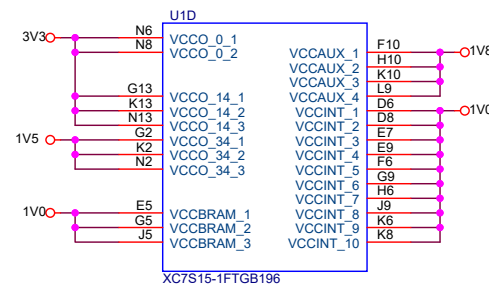 U1D
3V3
N6 VCCO_0_1
N8 VCCO_0_2
G13 VCCO_14_1
K13 VCCO_14_2
N13 VCCO_14_3
1V5
G2 VCCO_34_1
K2 VCCO_34_2
N2 VCCO_34_3
1V0
E5 VCCBRAM_1
G5 VCCBRAM_2
J5 VCCBRAM_3
VCCAUX_1 F10
1V8
VCCAUX_2 H10
VCCAUX_3 K10
VCCAUX_4 L9
VCCINT_1 D6
1V0
VCCINT_2 D8
VCCINT_3 E7
VCCINT_4 E9
VCCINT_5 F6
VCCINT_6 G9
VCCINT_7 H6
VCCINT_8 J9
VCCINT_9 K6
VCCINT_10 K8
XC7S15-1FTGB196